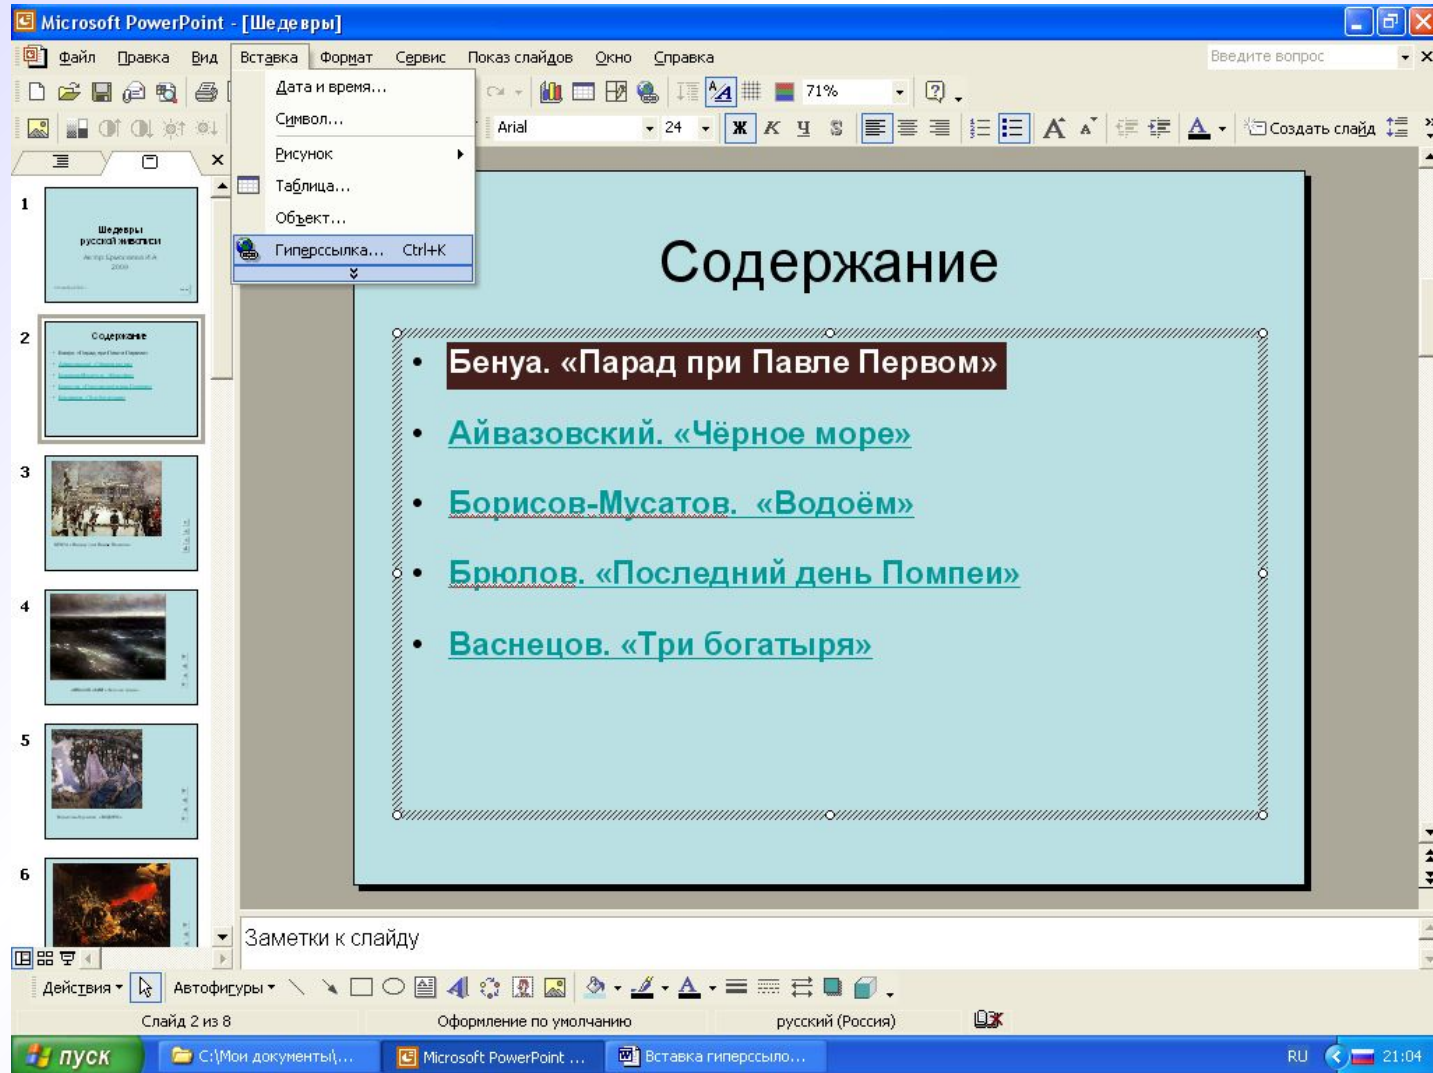 Microsoft PowerPoint - [Шедевры]
Файл Правка Вид Вставка Формат Сервис Показ слайдов Окно Справка Введите вопрос
Дата и время...
Символ...
Рисунок
Таблица...
Объект...
Гиперссылка... Ctrl+K
71%
Arial 24 Ж К Ч S Создать слайд
1
Шедевры
русской живописи
2009
2
Содержание
3
4
5
6
Содержание
• Бенуа. «Парад при Павле Первом»
• Айвазовский. «Чёрное море»
• Борисов-Мусатов. «Водоём»
• Брюлов. «Последний день Помпеи»
• Васнецов. «Три богатыря»
Заметки к слайду
Действия Автофигуры
Слайд 2 из 8 Оформление по умолчанию русский (Россия)
пуск C:\Мои документы\... Microsoft PowerPoint ... Вставка гиперссыло... RU 21:04